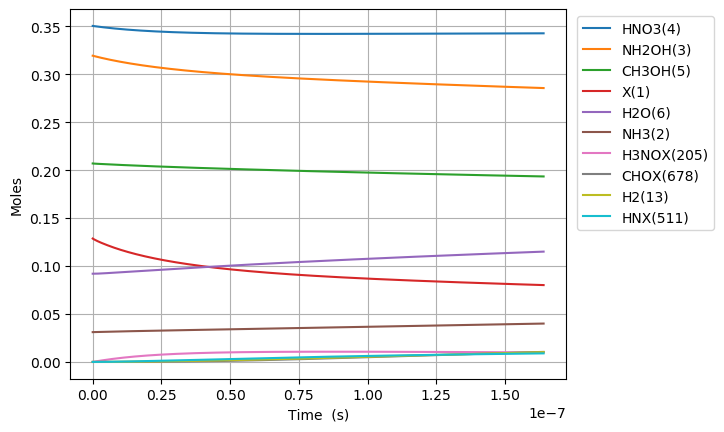 0.35
0.30
0.25
0.20
0.15
0.10
0.05
0.00
Moles
0.00 0.25 0.50 0.75 1.00 1.25 1.50
1e−7
Time (s)
HNO3(4)
NH2OH(3)
CH3OH(5)
X(1)
H2O(6)
NH3(2)
H3NOX(205)
CHOX(678)
H2(13)
HNX(511)